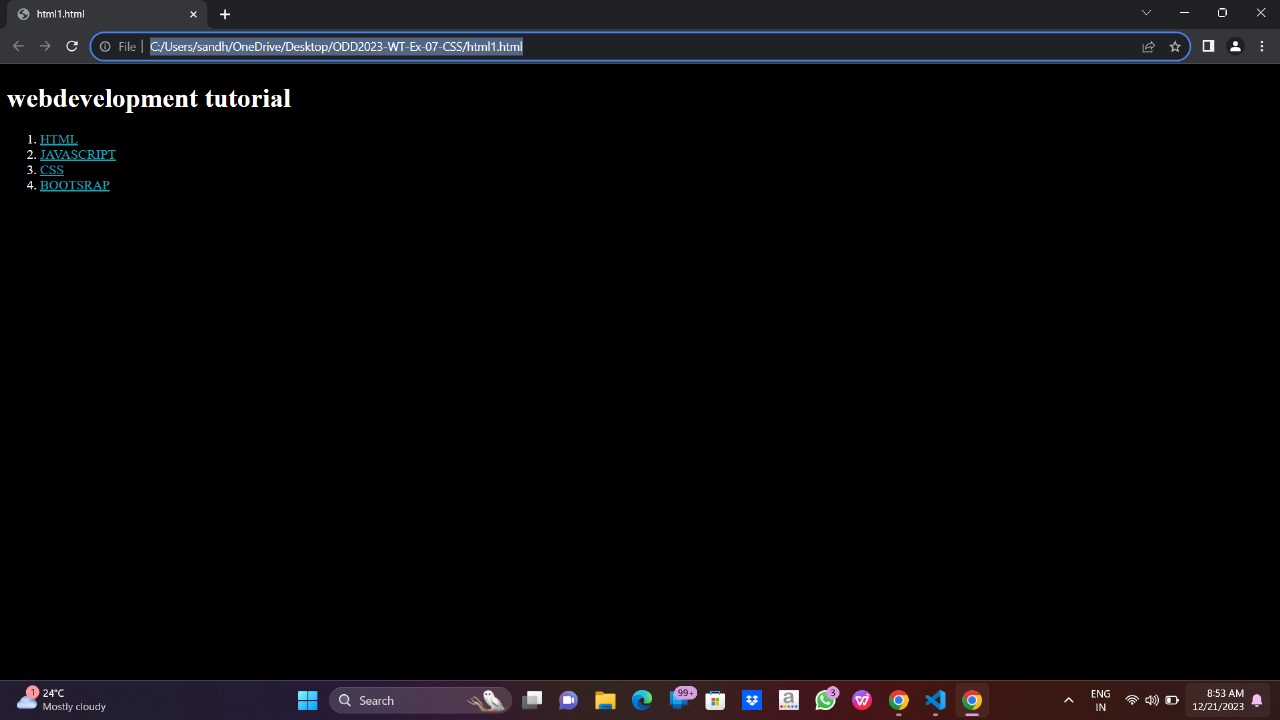 html1.html
File | C:/Users/sandh/OneDrive/Desktop/ODD2023-WT-Ex-07-CSS/html1.html
webdevelopment tutorial
1. HTML
2. JAVASCRIPT
3. CSS
4. BOOTSRAP
1
24°C
Mostly cloudy
Search
99+
a
3
ENG
IN
8:53 AM
12/21/2023